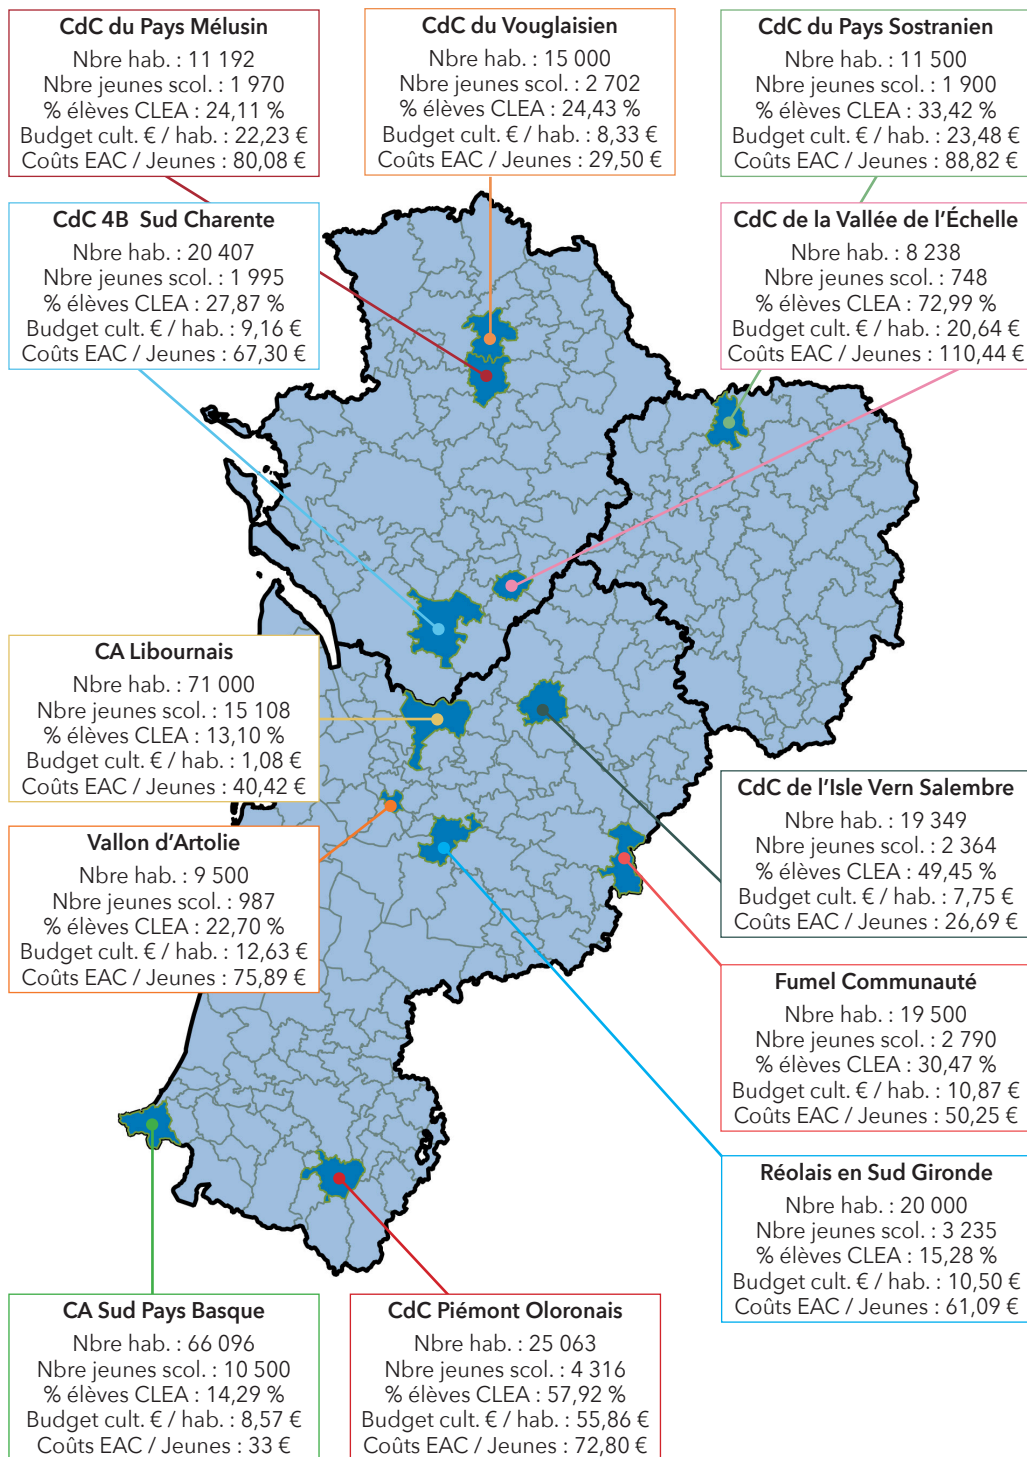 CdC du Pays Mélusin
Nbre hab. : 11 192
Nbre jeunes scol. : 1 970
% élèves CLEA : 24,11 %
Budget cult. € / hab. : 22,23 €
Coûts EAC / Jeunes : 80,08 €
CdC du Vouglaisien
Nbre hab. : 15 000
Nbre jeunes scol. : 2 702
% élèves CLEA : 24,43 %
Budget cult. € / hab. : 8,33 €
Coûts EAC / Jeunes : 29,50 €
CdC du Pays Sostranien
Nbre hab. : 11 500
Nbre jeunes scol. : 1 900
% élèves CLEA : 33,42 %
Budget cult. € / hab. : 23,48 €
Coûts EAC / Jeunes : 88,82 €
CdC 4B Sud Charente
Nbre hab. : 20 407
Nbre jeunes scol. : 1 995
% élèves CLEA : 27,87 %
Budget cult. € / hab. : 9,16 €
Coûts EAC / Jeunes : 67,30 €
CdC de la Vallée de l'Échelle
Nbre hab. : 8 238
Nbre jeunes scol. : 748
% élèves CLEA : 72,99 %
Budget cult. € / hab. : 20,64 €
Coûts EAC / Jeunes : 110,44 €
CA Libournais
Nbre hab. : 71 000
Nbre jeunes scol. : 15 108
% élèves CLEA : 13,10 %
Budget cult. € / hab. : 1,08 €
Coûts EAC / Jeunes : 40,42 €
CdC de l'Isle Vern Salembre
Nbre hab. : 19 349
Nbre jeunes scol. : 2 364
% élèves CLEA : 49,45 %
Budget cult. € / hab. : 7,75 €
Coûts EAC / Jeunes : 26,69 €
Vallon d'Artolie
Nbre hab. : 9 500
Nbre jeunes scol. : 987
% élèves CLEA : 22,70 %
Budget cult. € / hab. : 12,63 €
Coûts EAC / Jeunes : 75,89 €
Fumel Communauté
Nbre hab. : 19 500
Nbre jeunes scol. : 2 790
% élèves CLEA : 30,47 %
Budget cult. € / hab. : 10,87 €
Coûts EAC / Jeunes : 50,25 €
Réolais en Sud Gironde
Nbre hab. : 20 000
Nbre jeunes scol. : 3 235
% élèves CLEA : 15,28 %
Budget cult. € / hab. : 10,50 €
Coûts EAC / Jeunes : 61,09 €
CA Sud Pays Basque
Nbre hab. : 66 096
Nbre jeunes scol. : 10 500
% élèves CLEA : 14,29 %
Budget cult. € / hab. : 8,57 €
Coûts EAC / Jeunes : 33 €
CdC Piémont Oloronais
Nbre hab. : 25 063
Nbre jeunes scol. : 4 316
% élèves CLEA : 57,92 %
Budget cult. € / hab. : 55,86 €
Coûts EAC / Jeunes : 72,80 €